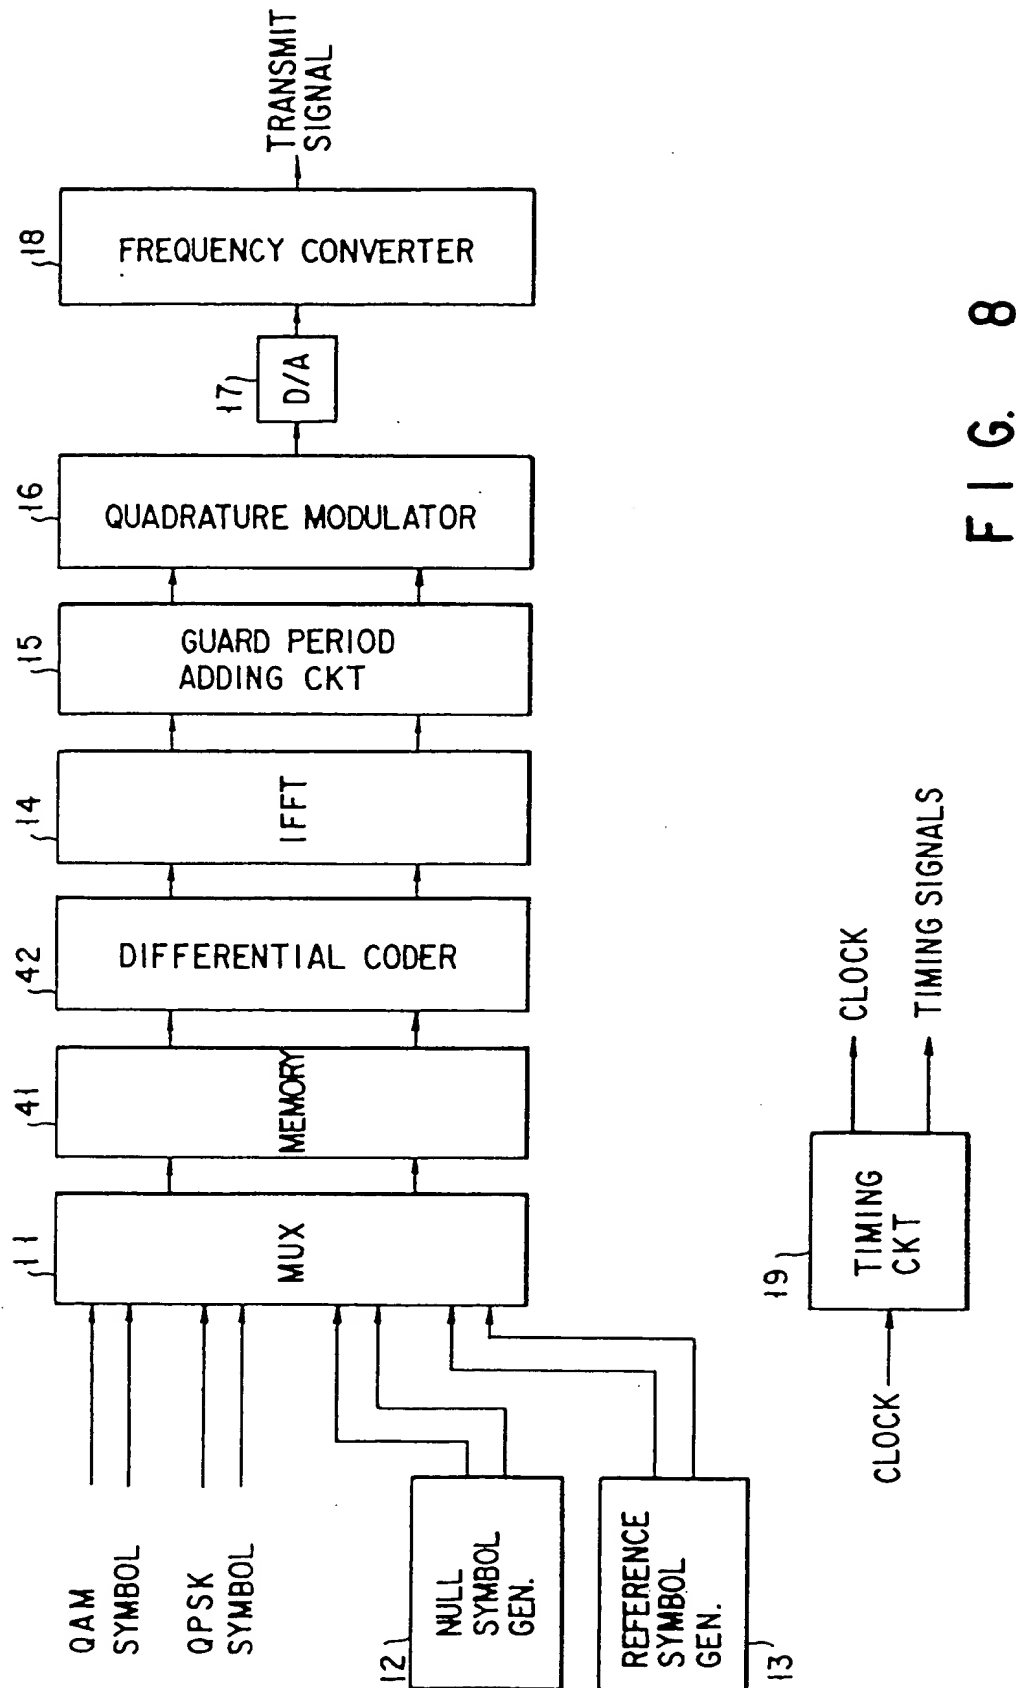 QAM
SYMBOL
QPSK
SYMBOL
12
NULL
SYMBOL
GEN.
13
REFERENCE
SYMBOL
GEN.
11
MUX
41
MEMORY
42
DIFFERENTIAL CODER
14
IFFT
15
GUARD PERIOD
ADDING CKT
16
QUADRATURE MODULATOR
17
D/A
18
FREQUENCY CONVERTER
TRANSMIT
SIGNAL
CLOCK
19
TIMING
CKT
CLOCK
TIMING SIGNALS
FIG. 8